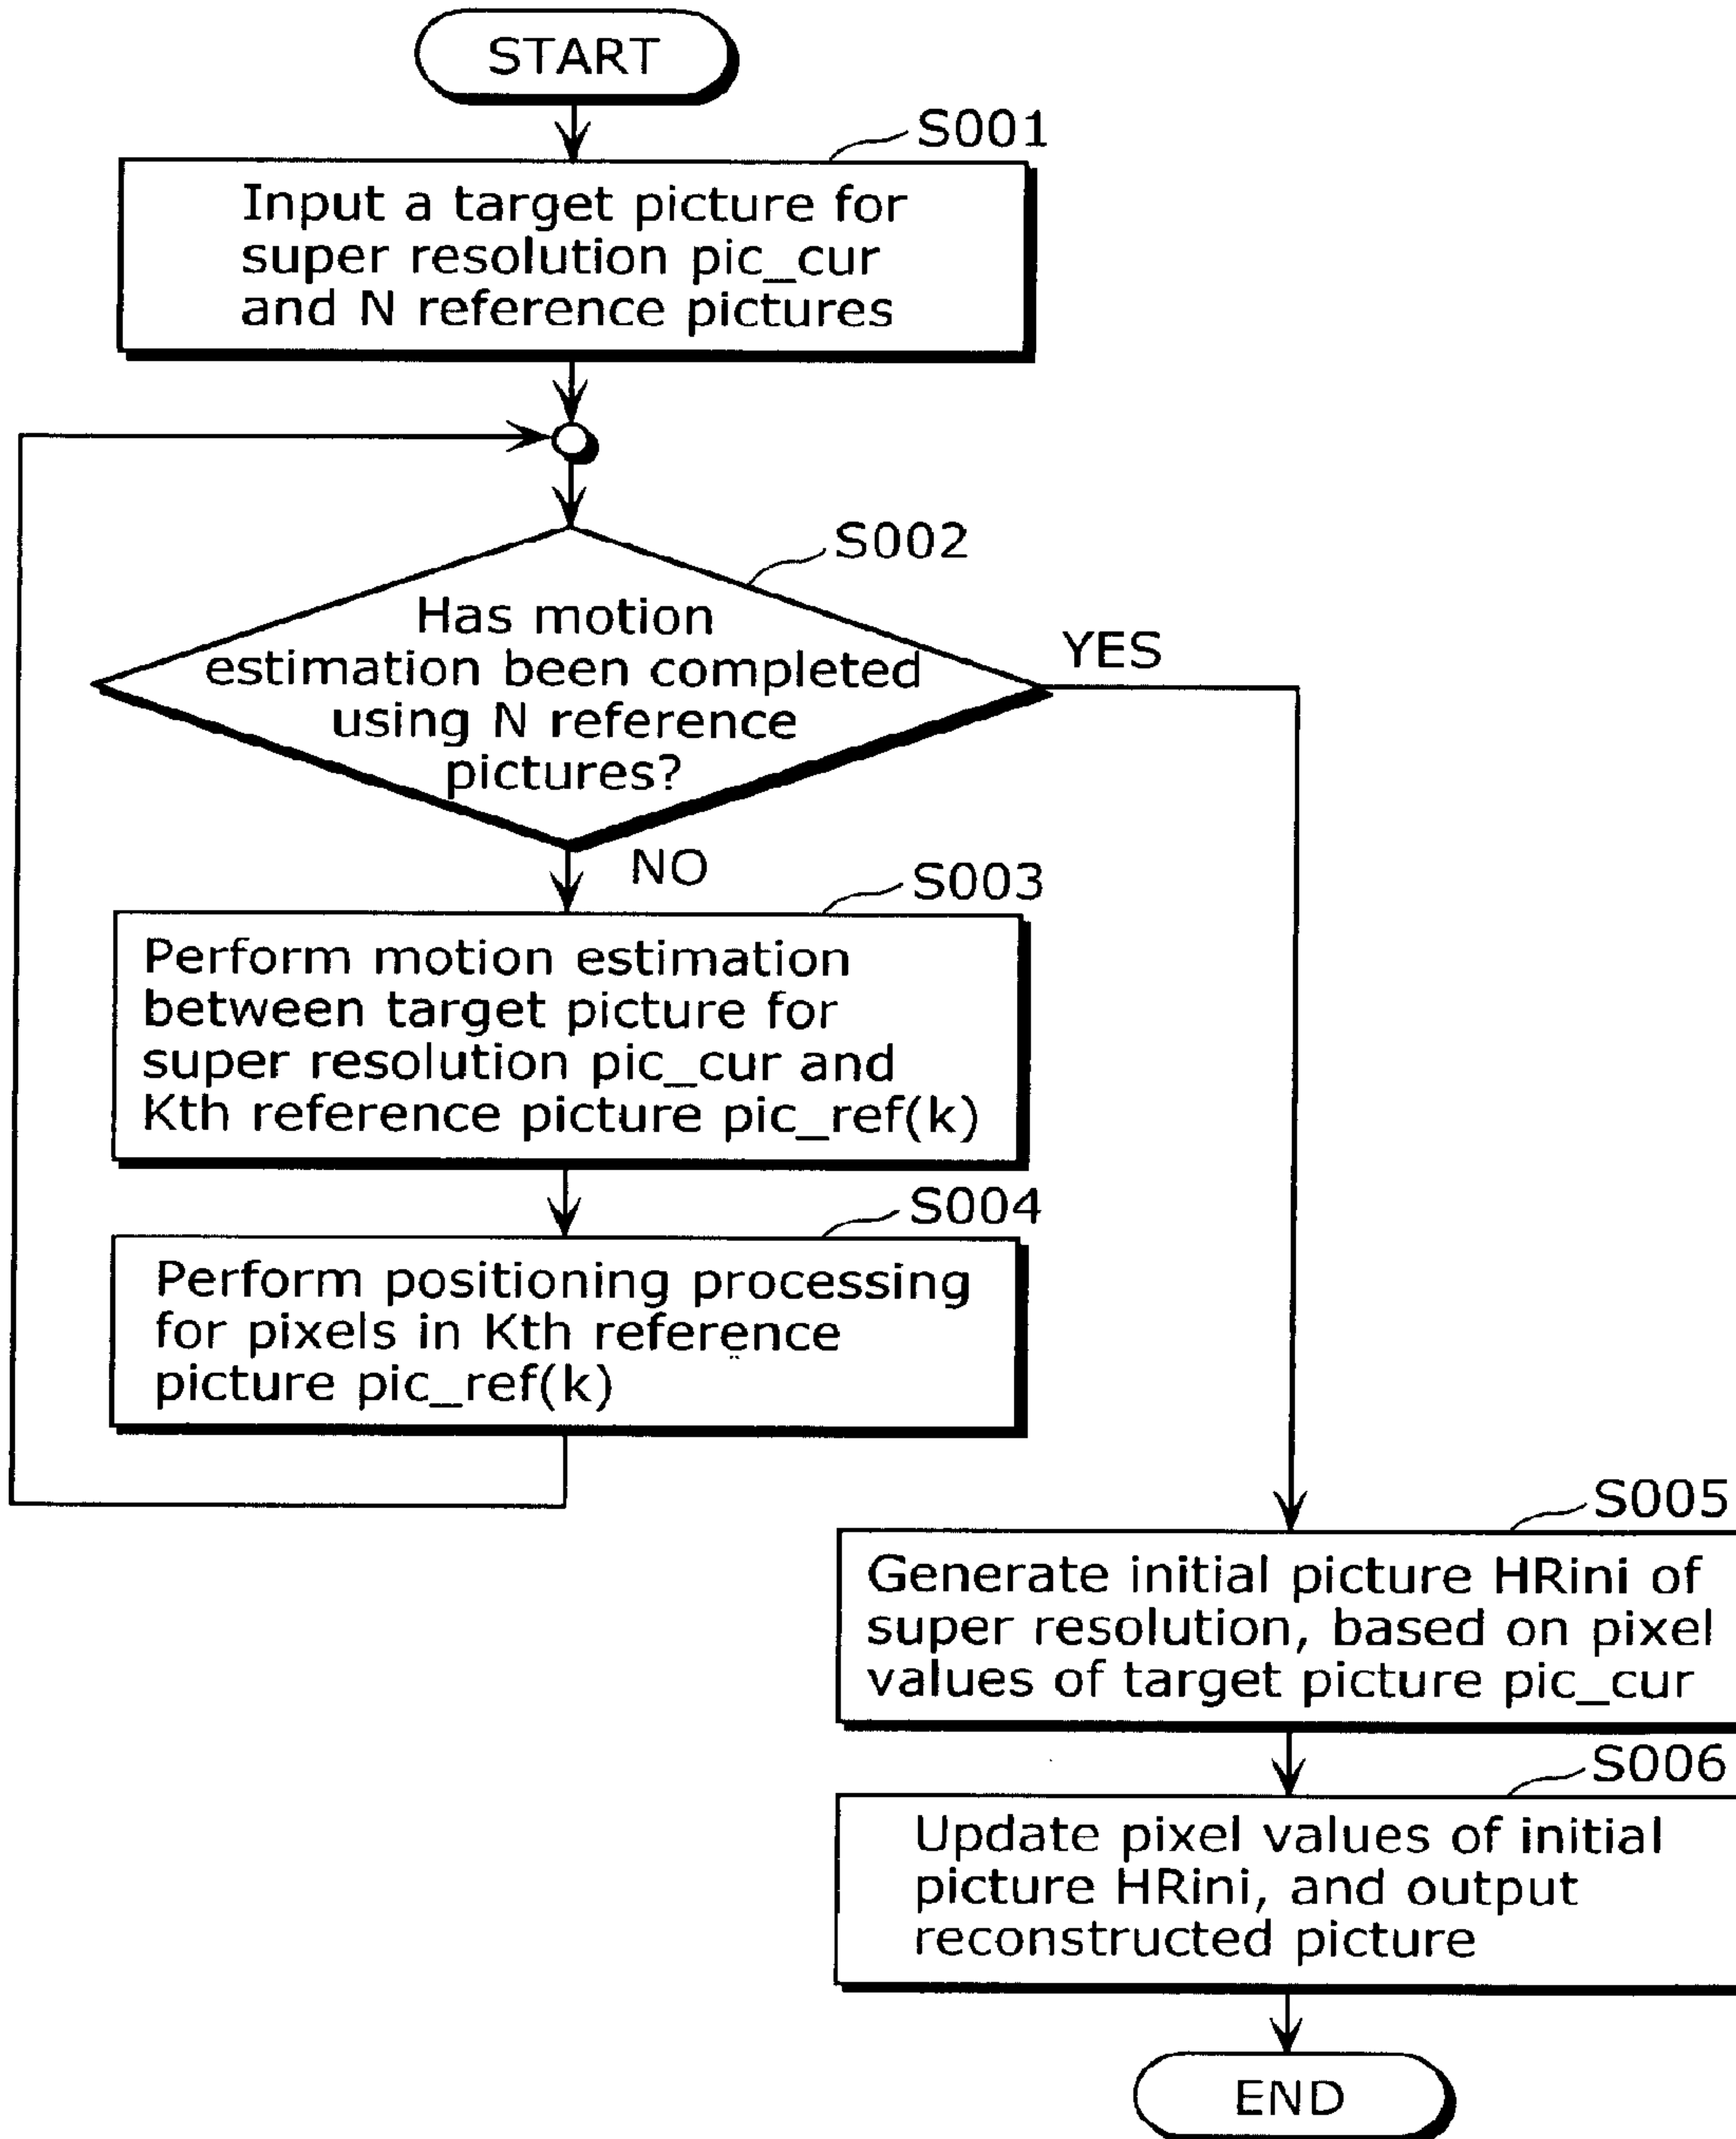 START
S001
Input a target picture for
super resolution pic_cur
and N reference pictures
S002
Has motion
estimation been completed
using N reference
pictures?
YES
NO
S003
Perform motion estimation
between target picture for
super resolution pic_cur and
Kth reference picture pic_ref(k)
S004
Perform positioning processing
for pixels in Kth reference
picture pic_ref(k)
S005
Generate initial picture HRini of
super resolution, based on pixel
values of target picture pic_cur
S006
Update pixel values of initial
picture HRini, and output
reconstructed picture
END